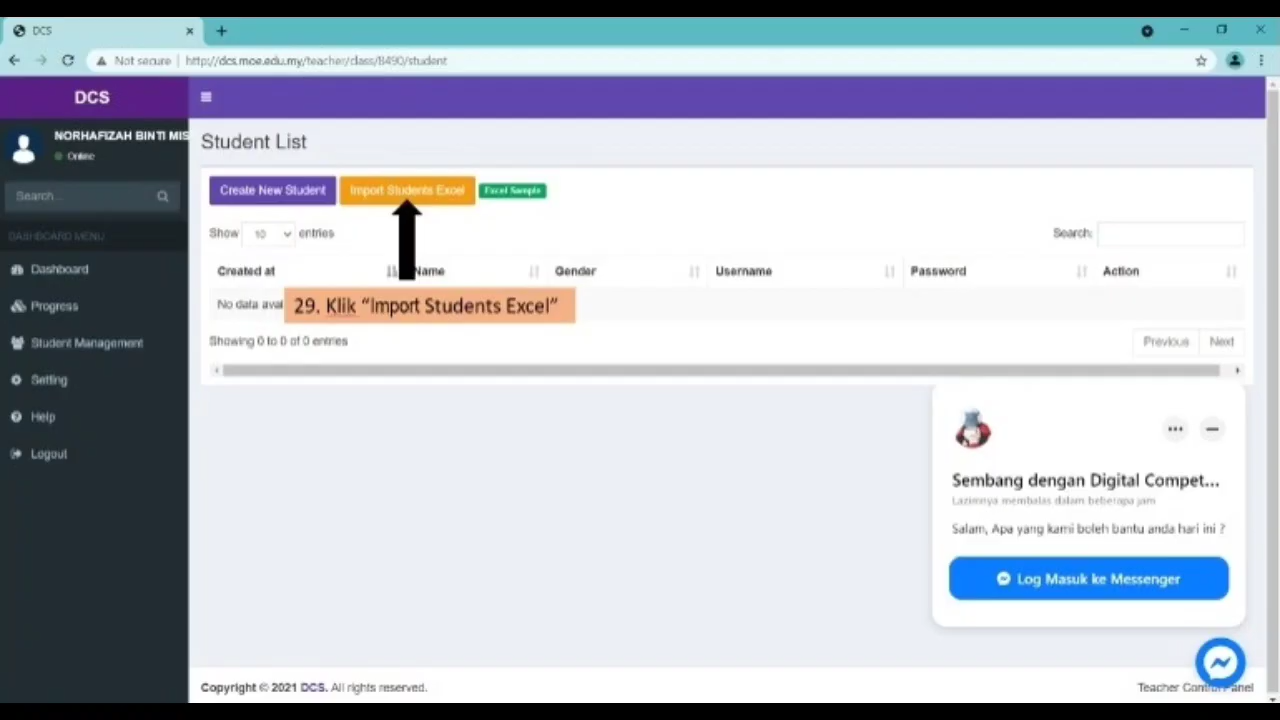 DCS
Not secure | http://dcs.moe.edu.my/teacher/class/8490/student
DCS
NORHAFIZAH BINTI MIS
Online
Search...
DASHBOARD MENU
Dashboard
Progress
Student Management
Setting
Help
Logout
Student List
Create New Student
Import Students Excel
Excel Sample
Show 10 entries
Search:
Created at Name Gender Username Password Action
No data avai
29. Klik “Import Students Excel”
Showing 0 to 0 of 0 entries
Previous Next
Sembang dengan Digital Compet...
Lazimnya membalas dalam beberapa jam
Salam, Apa yang kami boleh bantu anda hari ini ?
Log Masuk ke Messenger
Copyright © 2021 DCS. All rights reserved.
Teacher Control Panel